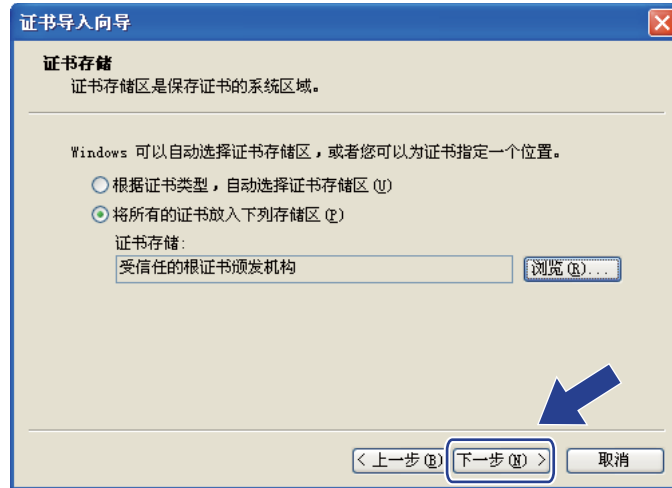 证书导入向导
证书存储
证书存储区是保存证书的系统区域。
Windows 可以自动选择证书存储区，或者您可以为证书指定一个位置。
根据证书类型，自动选择证书存储区(U)
将所有的证书放入下列存储区(P)
证书存储:
受信任的根证书颁发机构
浏览(R)...
< 上一步(B) 下一步(N) > 取消